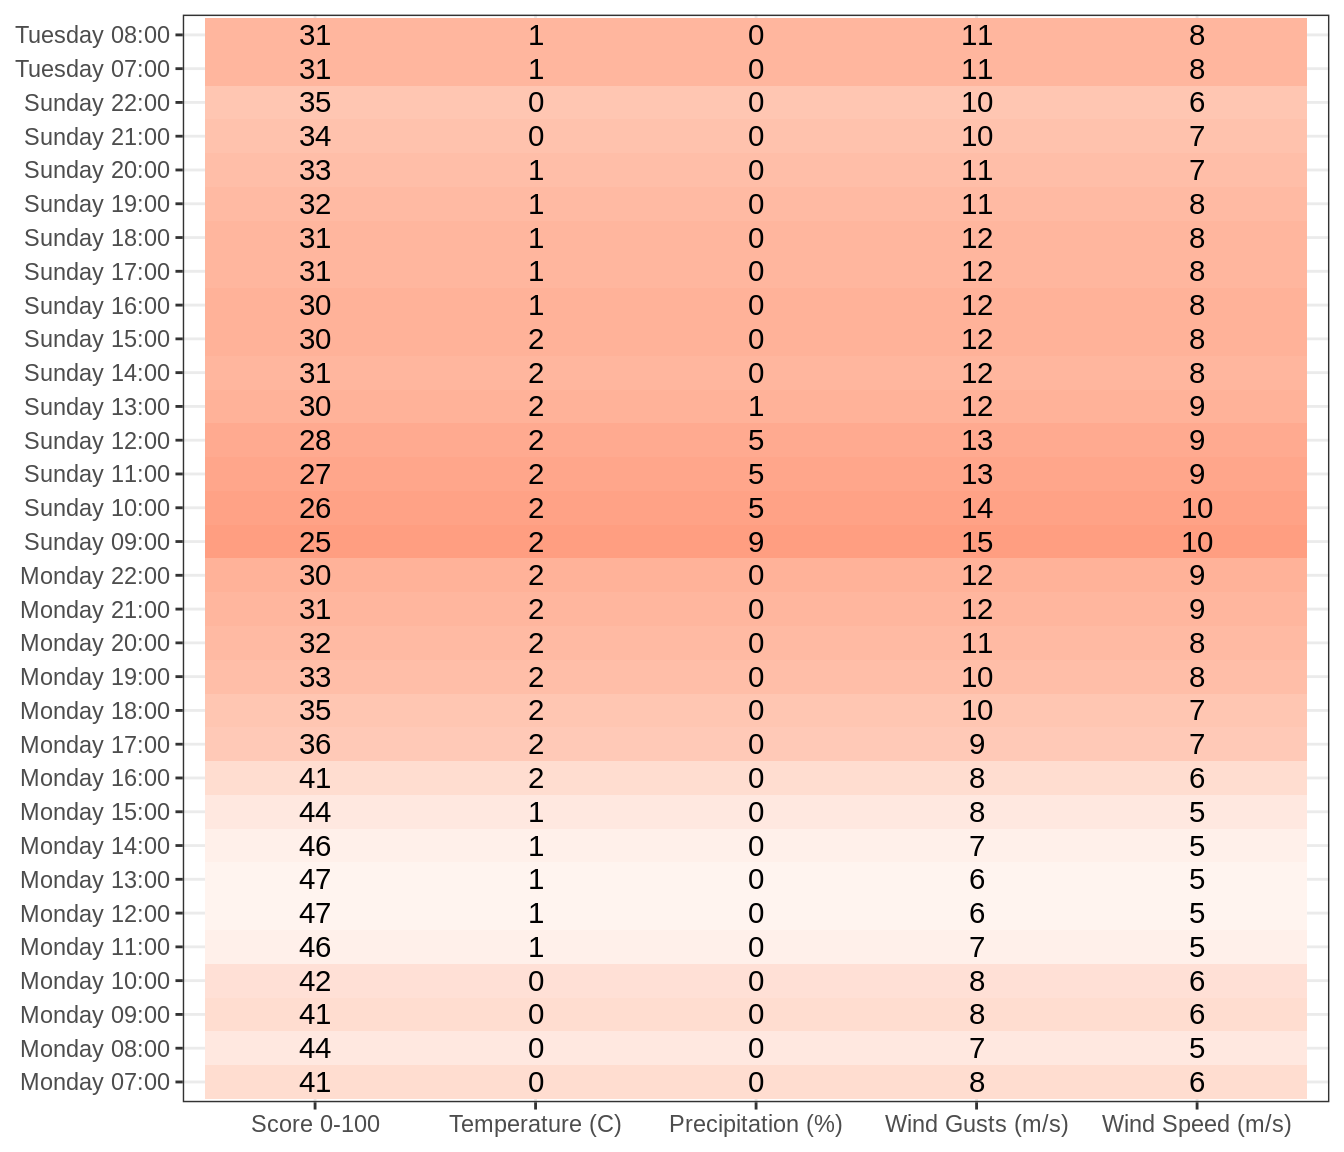 Tuesday 08:00 31 1 0 11 8
Tuesday 07:00 31 1 0 11 8
Sunday 22:00 35 0 0 10 6
Sunday 21:00 34 0 0 10 7
Sunday 20:00 33 1 0 11 7
Sunday 19:00 32 1 0 11 8
Sunday 18:00 31 1 0 12 8
Sunday 17:00 31 1 0 12 8
Sunday 16:00 30 1 0 12 8
Sunday 15:00 30 2 0 12 8
Sunday 14:00 31 2 0 12 8
Sunday 13:00 30 2 1 12 9
Sunday 12:00 28 2 5 13 9
Sunday 11:00 27 2 5 13 9
Sunday 10:00 26 2 5 14 10
Sunday 09:00 25 2 9 15 10
Monday 22:00 30 2 0 12 9
Monday 21:00 31 2 0 12 9
Monday 20:00 32 2 0 11 8
Monday 19:00 33 2 0 10 8
Monday 18:00 35 2 0 10 7
Monday 17:00 36 2 0 9 7
Monday 16:00 41 2 0 8 6
Monday 15:00 44 1 0 8 5
Monday 14:00 46 1 0 7 5
Monday 13:00 47 1 0 6 5
Monday 12:00 47 1 0 6 5
Monday 11:00 46 1 0 7 5
Monday 10:00 42 0 0 8 6
Monday 09:00 41 0 0 8 6
Monday 08:00 44 0 0 7 5
Monday 07:00 41 0 0 8 6
Score 0-100 Temperature (C) Precipitation (%) Wind Gusts (m/s) Wind Speed (m/s)